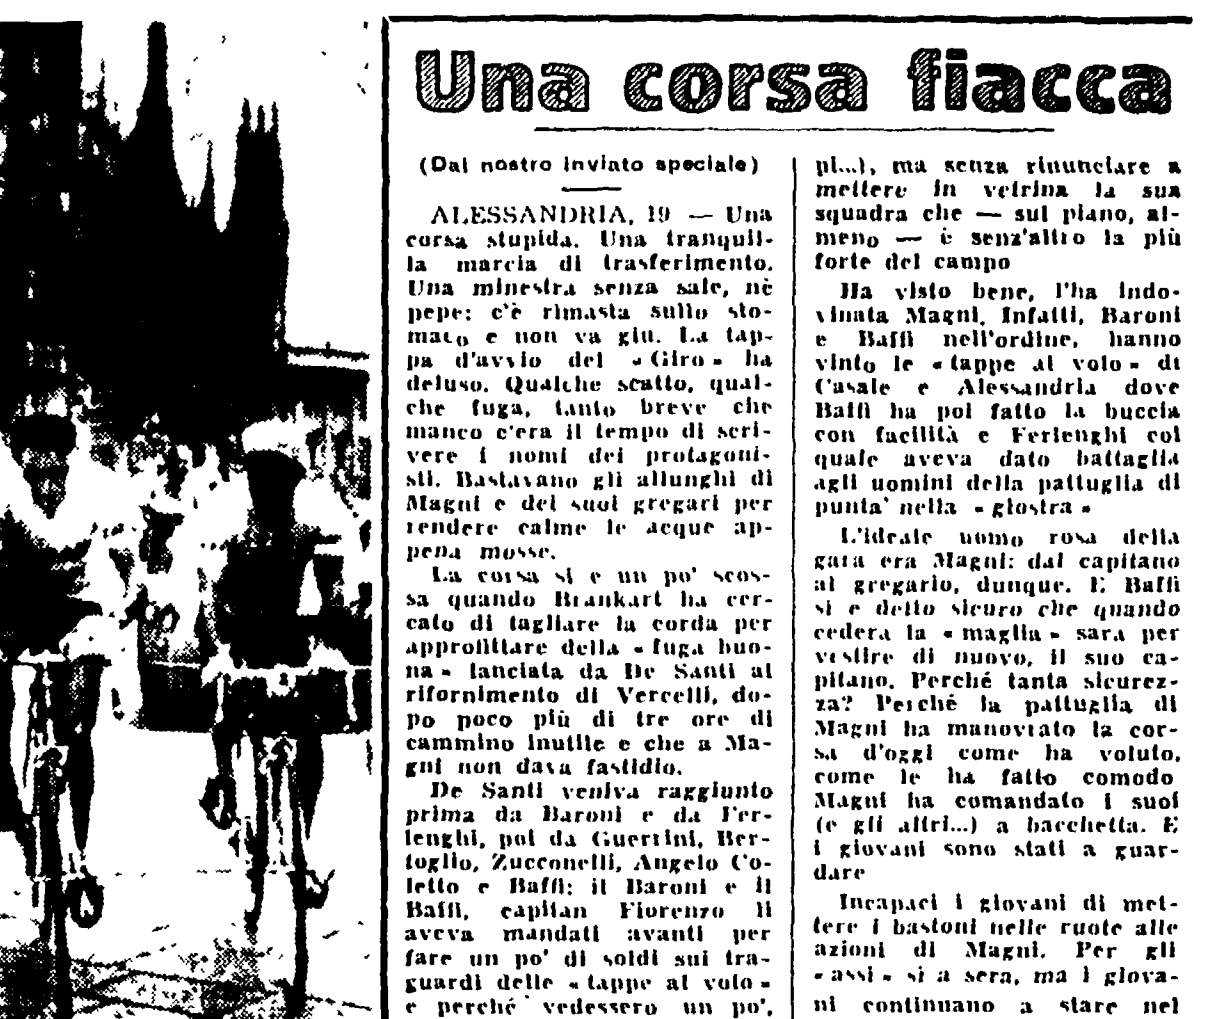 Una corsa fiacca
(Dal nostro inviato speciale)
ALESSANDRIA, 19 — Una
corsa stupida. Una tranquil-
la marcia di trasferimento.
Una minestra senza sale, nè
pepe: c'è rimasta sullo sto-
maco e non va giu. La tap-
pa d'avvio del «Giro» ha
deluso. Qualche scatto, qual-
che fuga, tanto breve che
manco c'era il tempo di scri-
vere i nomi dei protagoni-
sti. Bastavano gli allunghi di
Magni e dei suoi gregari per
rendere calme le acque ap-
pena mosse.
La corsa si e un po' scos-
sa quando Brankart ha cer-
cato di tagliare la corda per
approfittare della «fuga buo-
na» lanciata da De Santi al
rifornimento di Vercelli, do-
po poco più di tre ore di
cammino inutile e che a Ma-
gni non dava fastidio.
De Santi veniva raggiunto
prima da Baroni e da Fer-
lenghi, poi da Guerrini, Ber-
toglio, Zucconelli, Angelo Co-
letto e Baffi: il Baroni e il
Baffi, capitan Fiorenzo li
aveva mandati avanti per
fare un po' di soldi sui tra-
guardi delle «tappe al volo»
e perché vedessero un po',
pi...), ma senza rinunciare a
mettere in vetrina la sua
squadra che — sul piano, al-
meno — è senz'altro la più
forte del campo
Ha visto bene, l'ha indo-
vinata Magni. Infatti, Baroni
e Baffi nell'ordine, hanno
vinto le «tappe al volo» di
Casale e Alessandria dove
Baffi ha poi fatto la buccia
con facilità e Ferlenghi col
quale aveva dato battaglia
agli uomini della pattuglia di
punta nella «giostra»
L'ideale uomo rosa della
gara era Magni: dal capitano
al gregario, dunque. E Baffi
si e detto sicuro che quando
cedera la «maglia» sara per
vestire di nuovo, il suo ca-
pitano. Perché tanta sicurez-
za? Perché la pattuglia di
Magni ha manovrato la cor-
sa d'oggi come ha voluto,
come le ha fatto comodo
Magni ha comandato i suoi
(e gli altri...) a bacchetta. E
i giovani sono stati a guar-
dare
Incapaci i giovani di met-
tere i bastoni nelle ruote alle
azioni di Magni. Per gli
«assi» si a sera, ma i giova-
ni continuano a stare nel